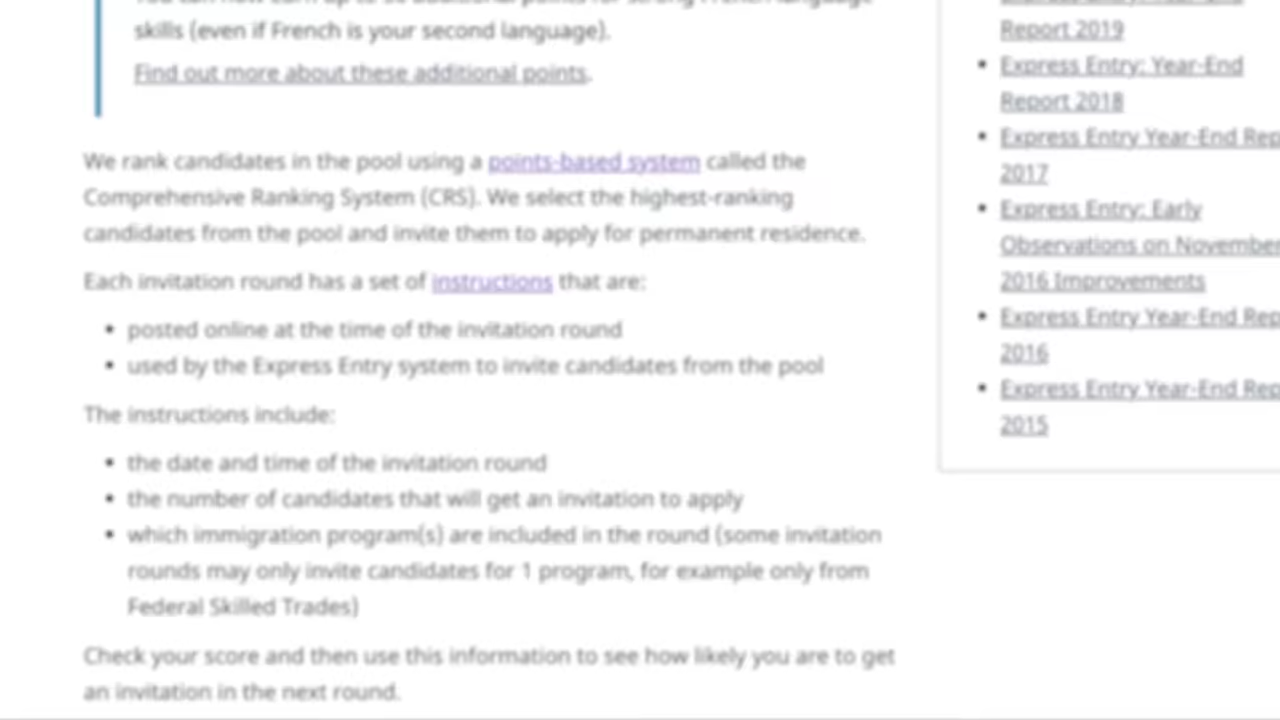 skills (even if French is your second language).
Find out more about these additional points.
We rank candidates in the pool using a points-based system called the
Comprehensive Ranking System (CRS). We select the highest-ranking
candidates from the pool and invite them to apply for permanent residence.
Each invitation round has a set of instructions that are:
• posted online at the time of the invitation round
• used by the Express Entry system to invite candidates from the pool
The instructions include:
• the date and time of the invitation round
• the number of candidates that will get an invitation to apply
• which immigration program(s) are included in the round (some invitation
rounds may only invite candidates for 1 program, for example only from
Federal Skilled Trades)
Check your score and then use this information to see how likely you are to get
an invitation in the next round.
Report 2019
• Express Entry: Year-End
Report 2018
• Express Entry Year-End Rep
2017
• Express Entry: Early
Observations on November
2016 Improvements
• Express Entry Year-End Rep
2016
• Express Entry Year-End Rep
2015